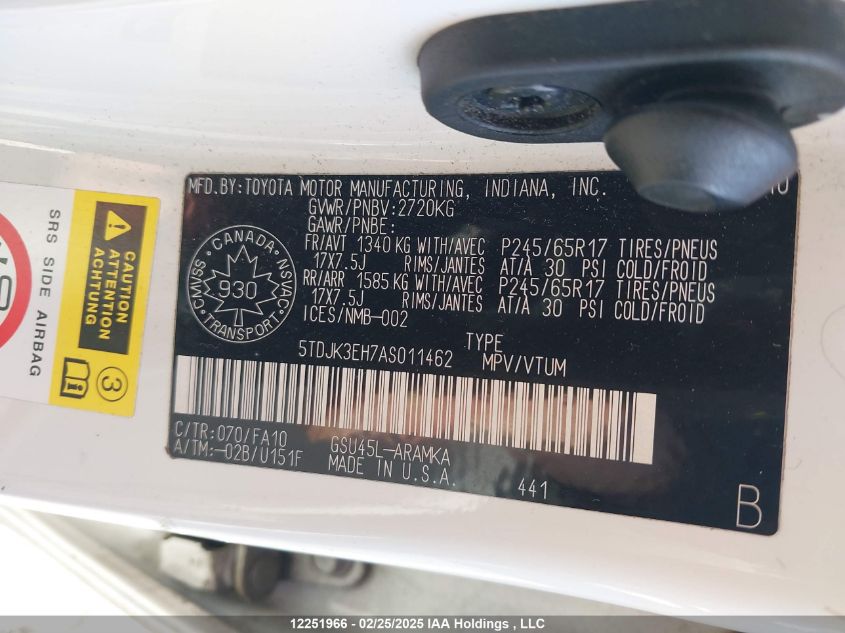 MFD.BY:TOYOTA MOTOR MANUFACTURING, INDIANA, INC.
GVWR/PNBV:2720KG
GAWR/PNBE:
FR/AVT 1340 KG WITH/AVEC P245/65R17 TIRES/PNEUS
17X7.5J RIMS/JANTES AT/À 30 PSI COLD/FROID
RR/ARR 1585 KG WITH/AVEC P245/65R17 TIRES/PNEUS
17X7.5J RIMS/JANTES AT/À 30 PSI COLD/FROID
ICES/NMB-002
CANADA
CMVSS NSVAC
930
TRANSPORT
TYPE
5TDJK3EH7AS011462 MPV/VTUM
C/TR:070/FA10 GSU45L-ARAMKA
A/TM:-02B/U151F MADE IN U.S.A.
441
B
CAUTION
ATTENTION
3
SRS SIDE AIRBAG
12251966 - 02/25/2025 IAA Holdings , LLC